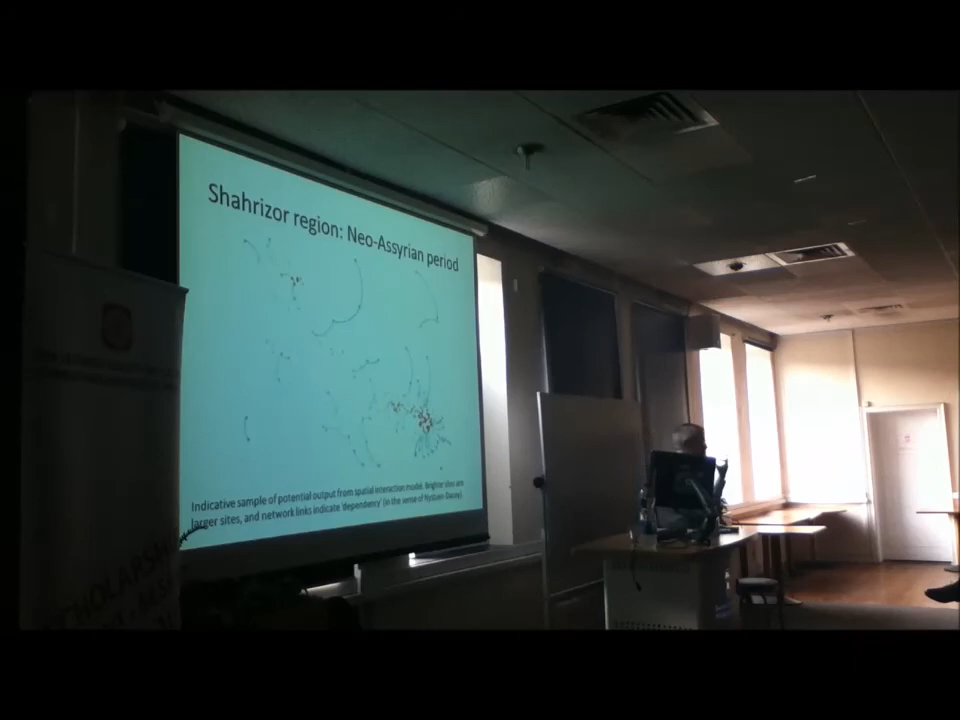 Shahrizor region: Neo-Assyrian period
Indicative sample of potential output from spatial interaction model. Brighter sites are
larger sites, and network links indicate 'dependency' (in the sense of Nystuen-Dacey).